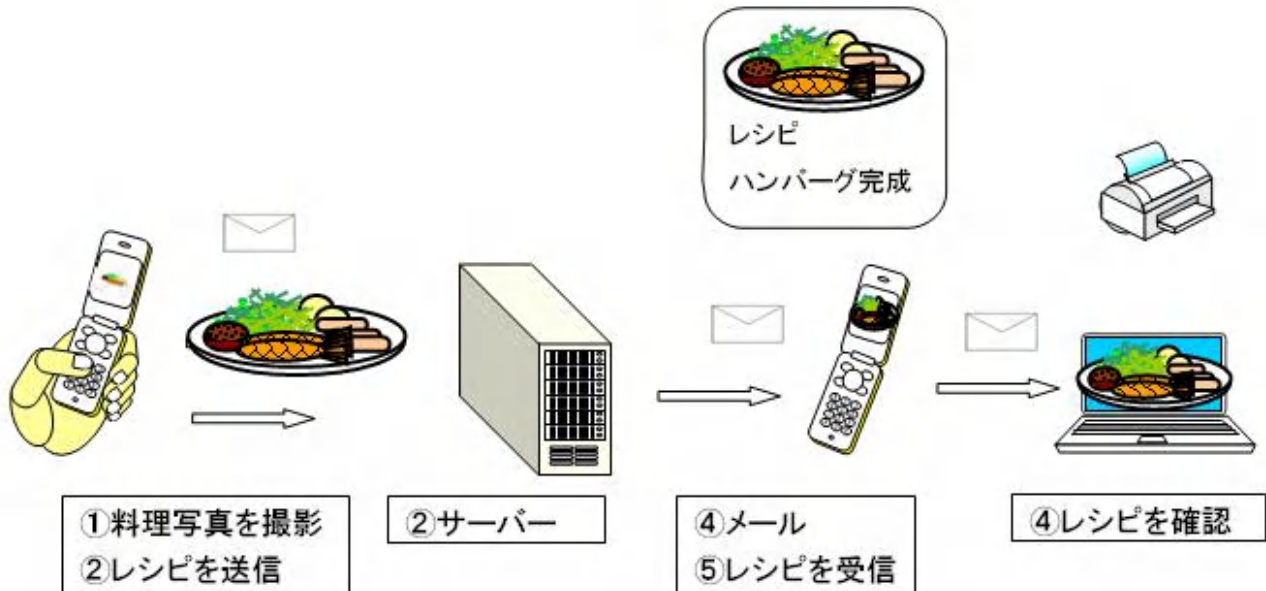 レシピ
ハンバーグ完成
①料理写真を撮影
②レシピを送信
②サーバー
④メール
⑤レシピを受信
④レシピを確認